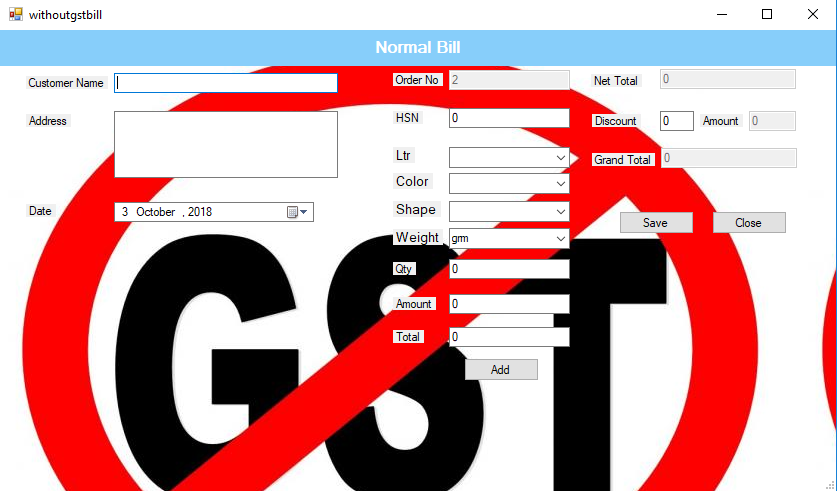 withoutgstbill
Normal Bill
Customer Name
Address
Date
3 October , 2018
Order No 2
HSN 0
Ltr
Color
Shape
Weight grm
Qty 0
Amount 0
Total 0
Add
Net Total 0
Discount 0 Amount 0
Grand Total 0
Save Close
GST